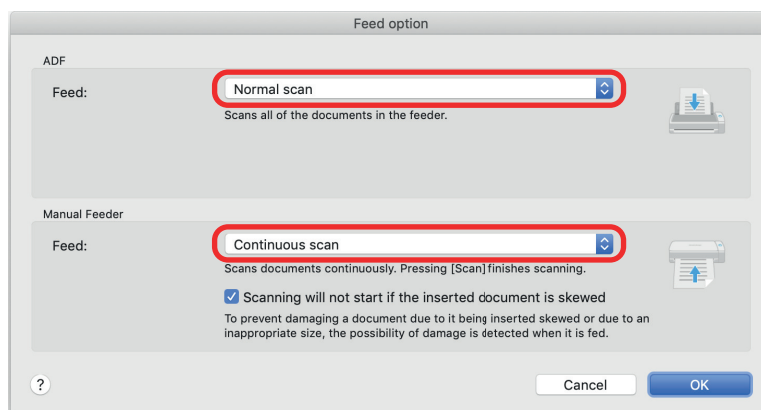 Feed option
ADF
Feed:
Normal scan
Scans all of the documents in the feeder.
Manual Feeder
Feed:
Continuous scan
Scans documents continuously. Pressing [Scan] finishes scanning.
Scanning will not start if the inserted document is skewed
To prevent damaging a document due to it being inserted skewed or due to an
inappropriate size, the possibility of damage is detected when it is fed.
?
Cancel
OK